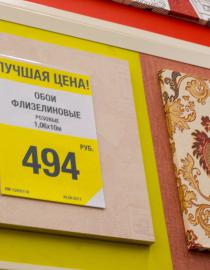 ЛУЧШАЯ ЦЕНА!
ОБОИ
ФЛИЗЕЛИНОВЫЕ
РОЗОВЫЕ
1,06х10м
494 РУБ.